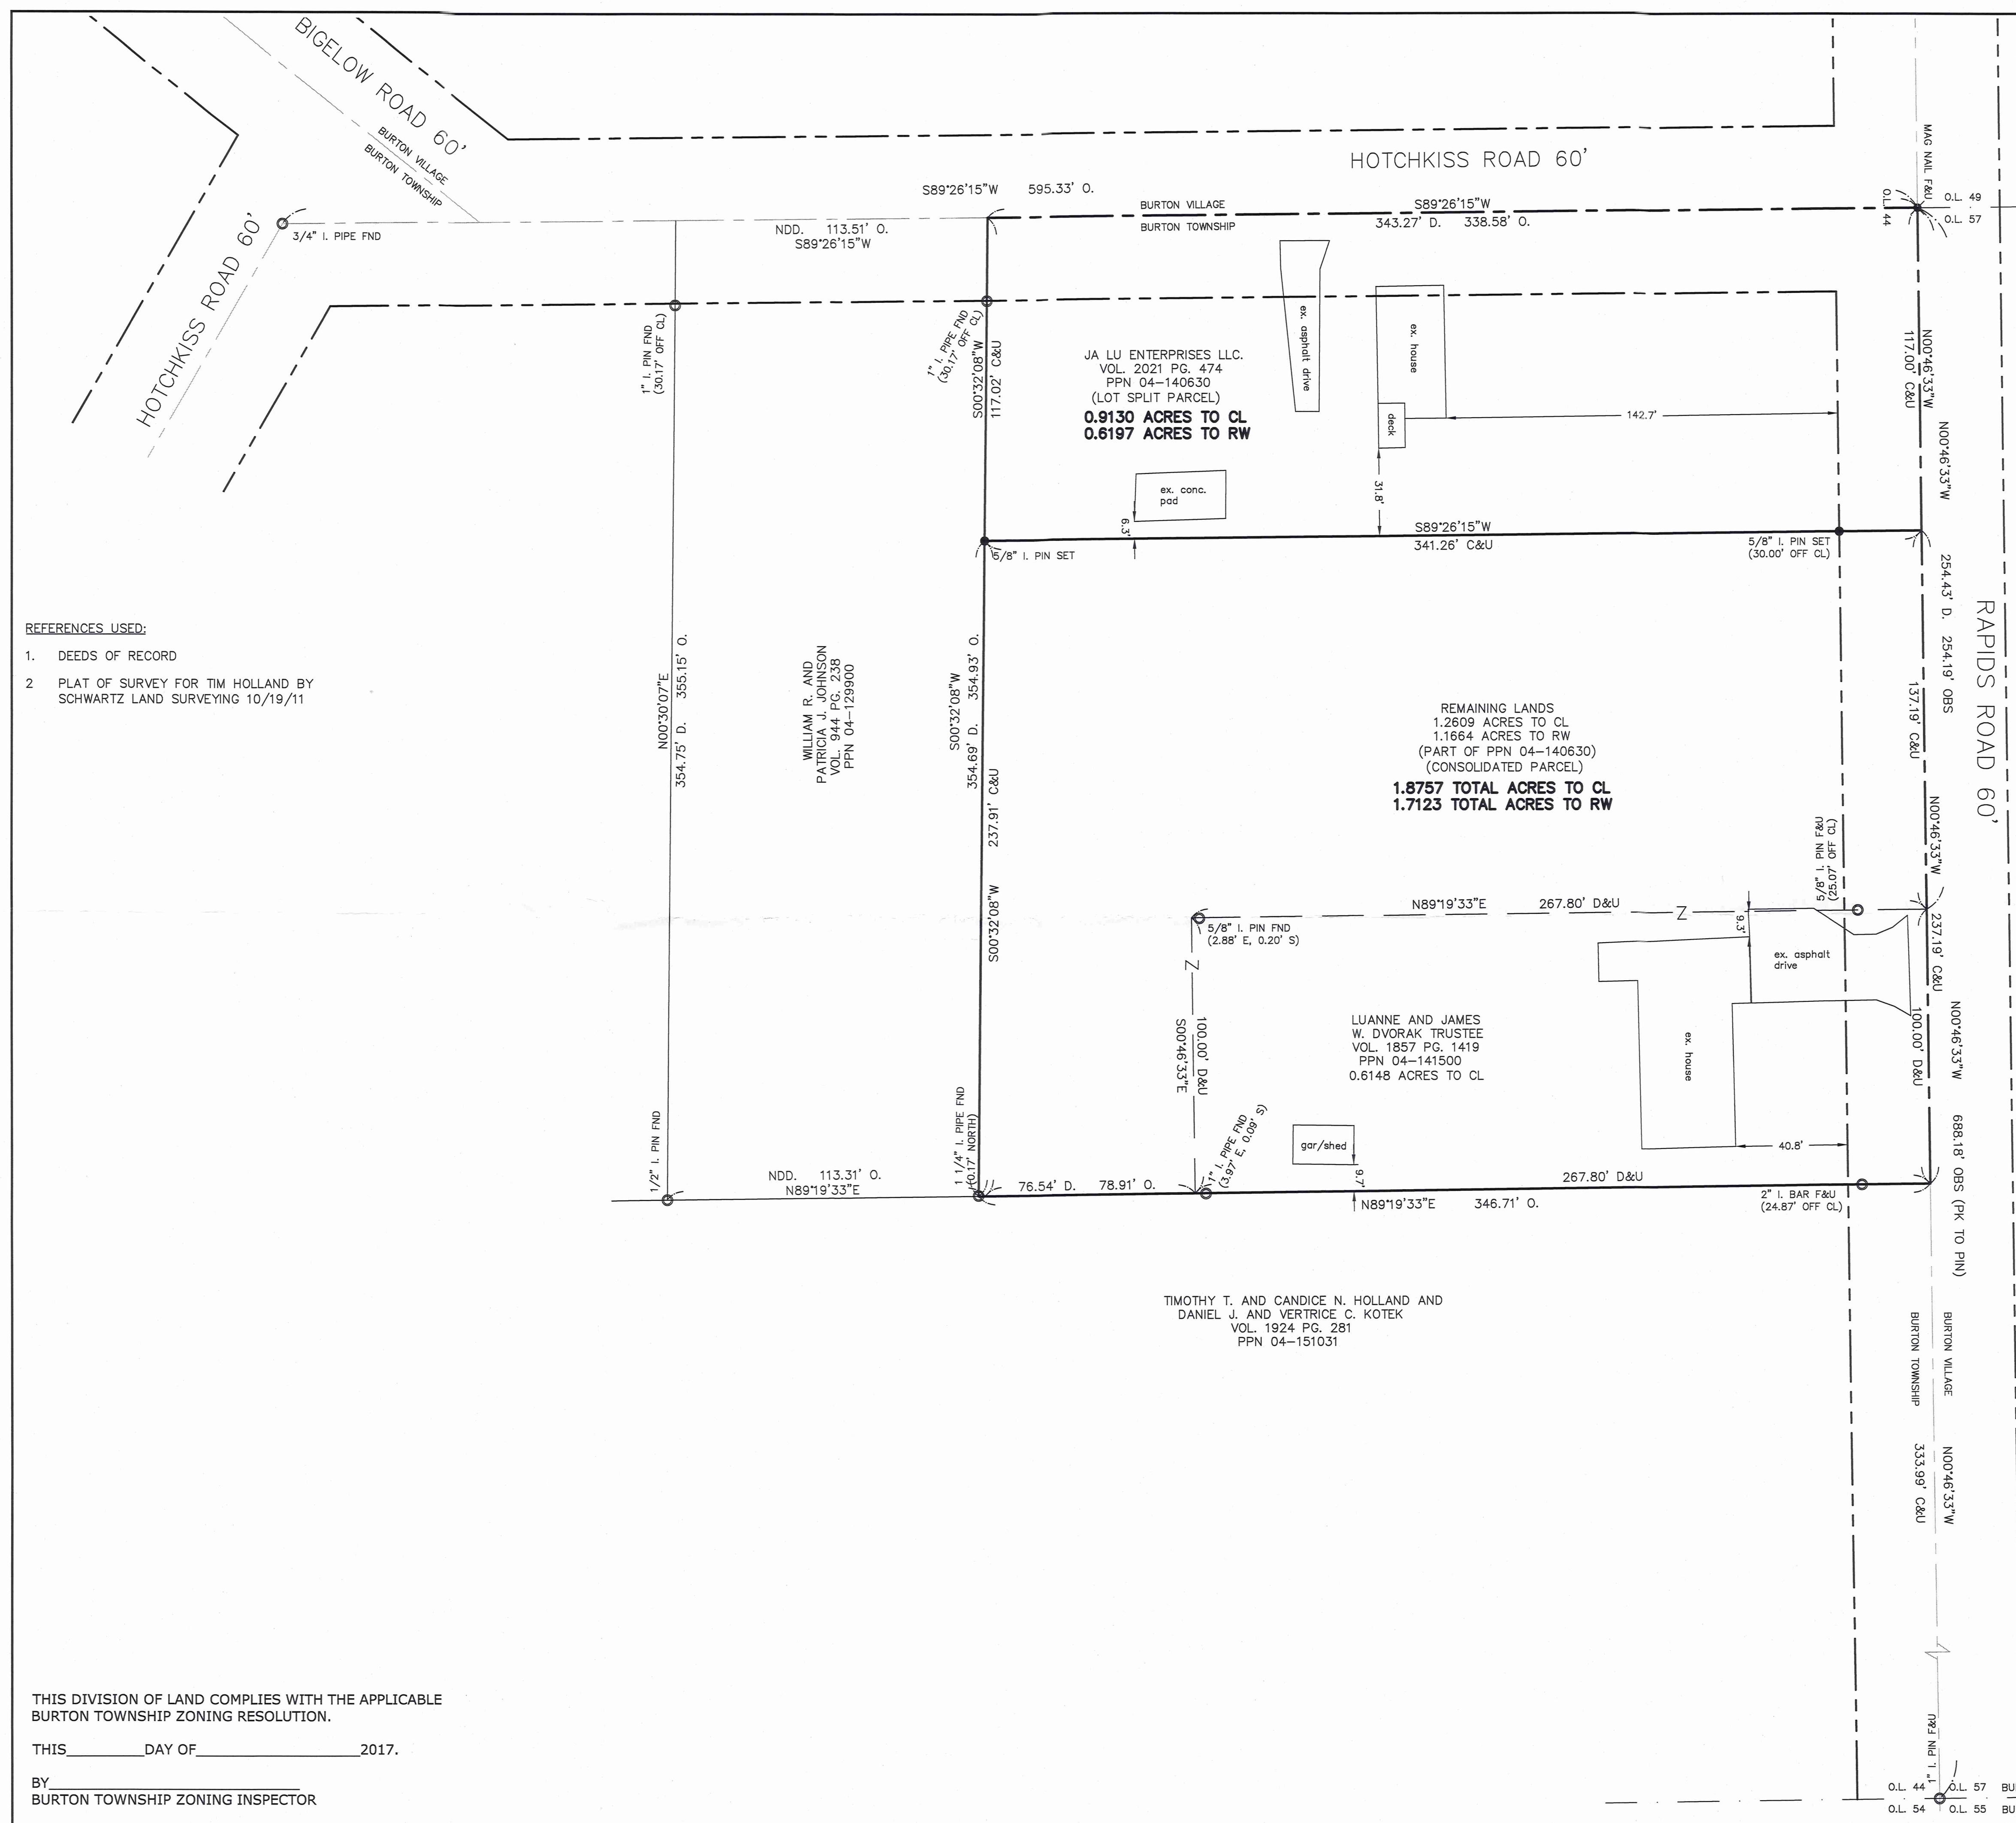 BIGELOW ROAD 60'
BURTON VILLAGE
BURTON TOWNSHIP
HOTCHKISS ROAD 60'
3/4" I. PIPE FND
HOTCHKISS ROAD 60'
S89°26'15"W 595.33' O.
NDD. 113.51' O.
S89°26'15"W
BURTON VILLAGE
BURTON TOWNSHIP
S89°26'15"W
343.27' D. 338.58' O.
MAG NAIL F&U
O.L. 44
O.L. 49
O.L. 57
1" I. PIN FND
(30.17' OFF CL)
1" I. PIPE FND
(30.17' OFF CL)
S00°32'08"W
117.02' C&U
JA LU ENTERPRISES LLC.
VOL. 2021 PG. 474
PPN 04-140630
(LOT SPLIT PARCEL)
0.9130 ACRES TO CL
0.6197 ACRES TO RW
ex. asphalt drive
ex. house
deck
142.7'
31.8'
ex. conc.
pad
6.3'
N00°46'33"W
117.00' C&U
N00°46'33"W
254.43' D. 254.19' OBS
S89°26'15"W
341.26' C&U
5/8" I. PIN SET
5/8" I. PIN SET
(30.00' OFF CL)
RAPIDS ROAD 60'
137.19' C&U
N00°46'33"W
REFERENCES USED:
1. DEEDS OF RECORD
2 PLAT OF SURVEY FOR TIM HOLLAND BY
SCHWARTZ LAND SURVEYING 10/19/11
N00°30'07"E
354.75' D. 355.15' O.
WILLIAM R. AND
PATRICIA J. JOHNSON
VOL. 944 PG. 238
PPN 04-129900
S00°32'08"W
354.69' D. 354.93' O.
S00°32'08"W 237.91' C&U
REMAINING LANDS
1.2609 ACRES TO CL
1.1664 ACRES TO RW
(PART OF PPN 04-140630)
(CONSOLIDATED PARCEL)
1.8757 TOTAL ACRES TO CL
1.7123 TOTAL ACRES TO RW
5/8" I. PIN F&U
(25.07' OFF CL)
N89°19'33"E 267.80' D&U
Z
5/8" I. PIN FND
(2.88' E, 0.20' S)
Z
9.3'
ex. asphalt
drive
237.19' C&U
100.00' D&U
S00°46'33"E
LUANNE AND JAMES
W. DVORAK TRUSTEE
VOL. 1857 PG. 1419
PPN 04-141500
0.6148 ACRES TO CL
ex. house
100.00' D&U
N00°46'33"W 688.18' OBS (PK TO PIN)
1/2" I. PIN FND
1 1/4" I. PIPE FND
(0.17' NORTH)
1" I. PIPE FND
(3.97' E, 0.09' S)
gar/shed
9.7'
40.8'
NDD. 113.31' O.
N89°19'33"E
76.54' D. 78.91' O.
267.80' D&U
N89°19'33"E 346.71' O.
2" I. BAR F&U
(24.87' OFF CL)
TIMOTHY T. AND CANDICE N. HOLLAND AND
DANIEL J. AND VERTRICE C. KOTEK
VOL. 1924 PG. 281
PPN 04-151031
BURTON VILLAGE
BURTON TOWNSHIP
N00°46'33"W
333.99' C&U
THIS DIVISION OF LAND COMPLIES WITH THE APPLICABLE
BURTON TOWNSHIP ZONING RESOLUTION.
THIS__________DAY OF_____________________2017.
BY________________________________
BURTON TOWNSHIP ZONING INSPECTOR
1" I. PIN F&U
O.L. 44 O.L. 57 BU
O.L. 54 O.L. 55 BU